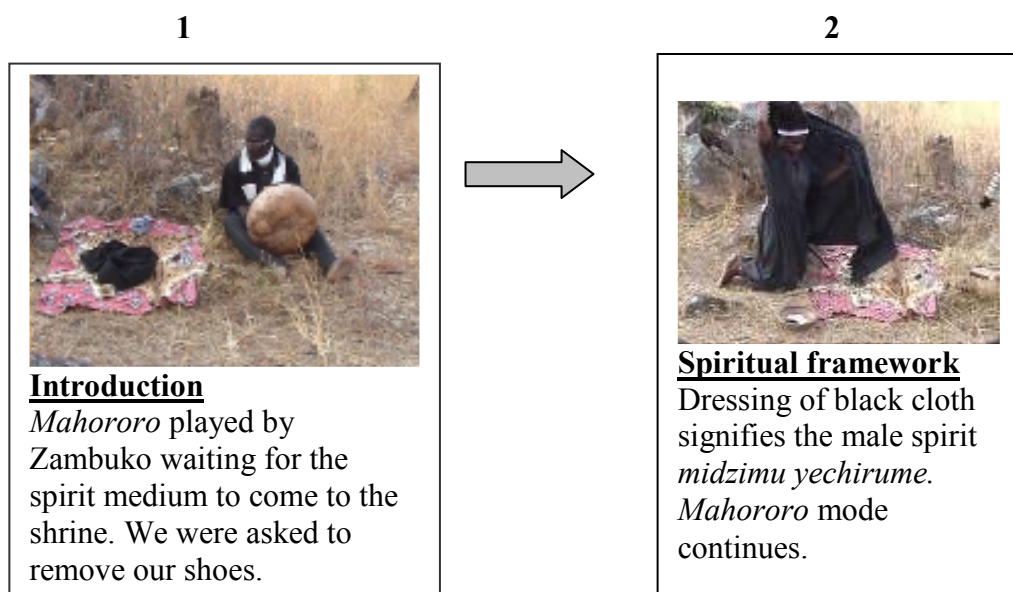 1
2
Introduction
Mahororo played by
Zambuko waiting for the
spirit medium to come to the
shrine. We were asked to
remove our shoes.
Spiritual framework
Dressing of black cloth
signifies the male spirit
midzimu yechirume.
Mahororo mode
continues.